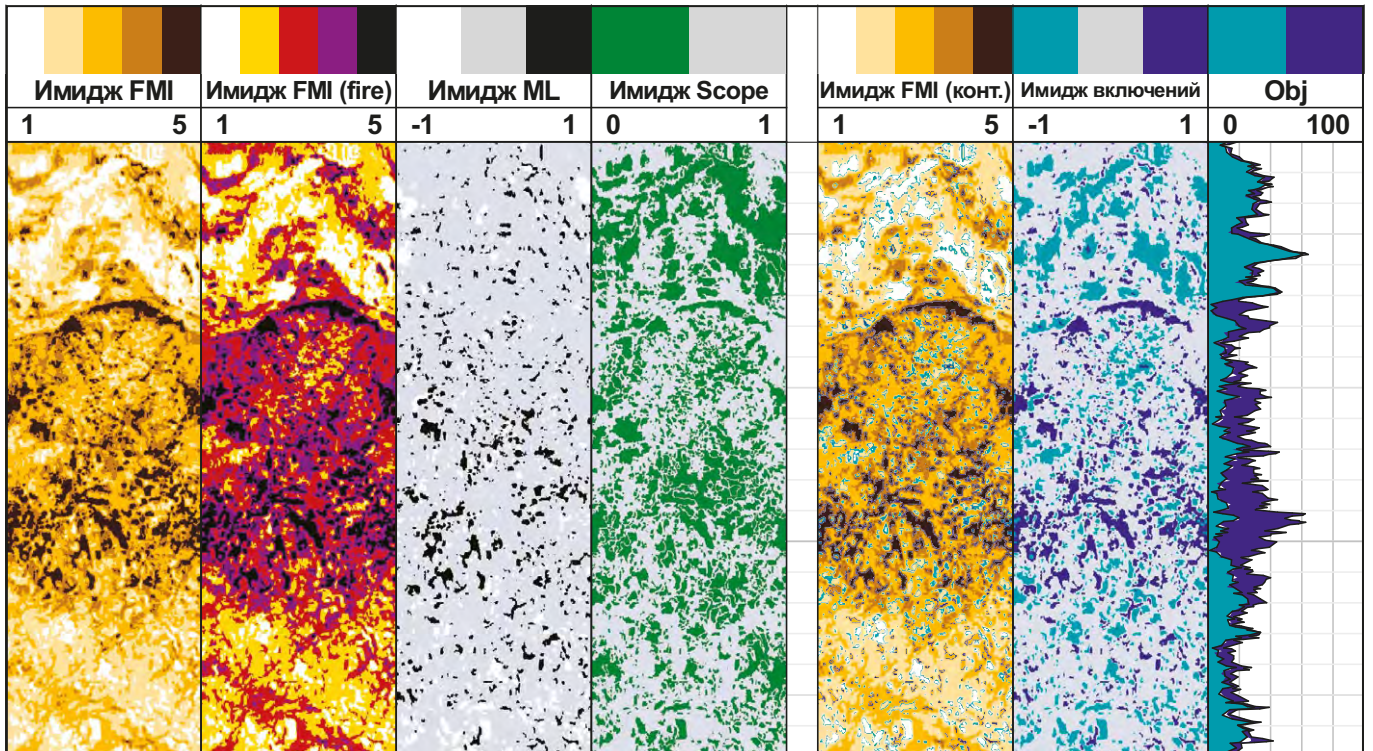 Имидж FMI Имидж FMI (fire) Имидж ML Имидж Scope Имидж FMI (конт.) Имидж включений Obj
1 5 1 5 -1 1 0 1 1 5 -1 1 0 100